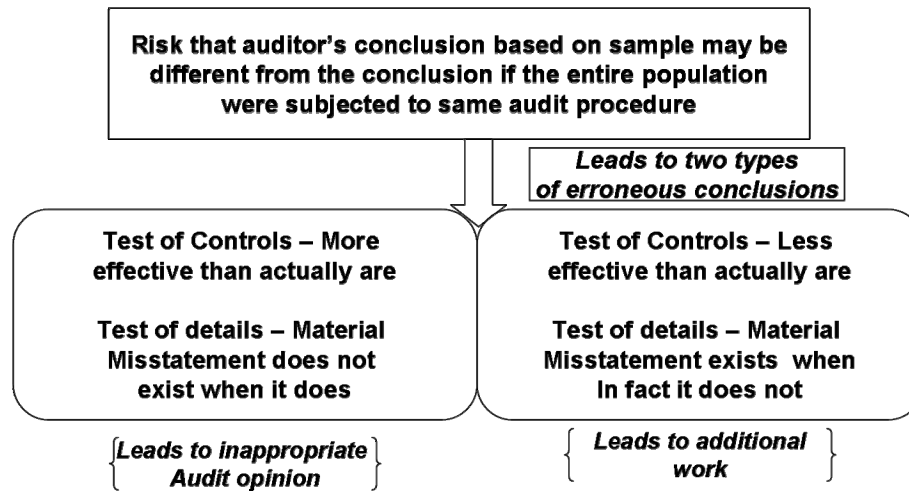 Risk that auditor’s conclusion based on sample may be
different from the conclusion if the entire population
were subjected to same audit procedure
Leads to two types
of erroneous conclusions
Test of Controls – More
effective than actually are
Test of details – Material
Misstatement does not
exist when it does
Test of Controls – Less
effective than actually are
Test of details – Material
Misstatement exists when
In fact it does not
Leads to inappropriate
Audit opinion
Leads to additional
work